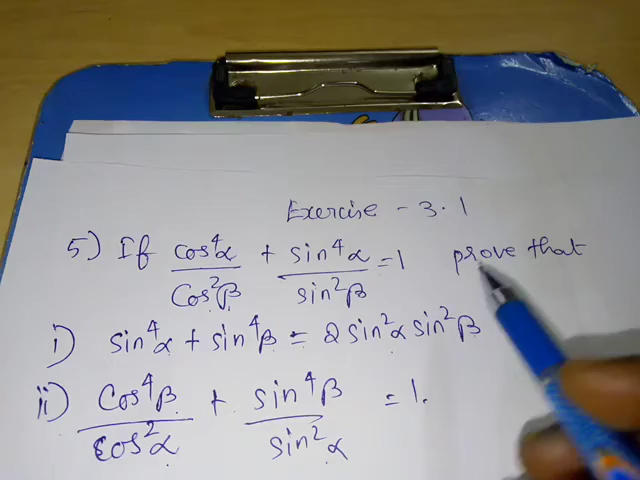 Exercise - 3.1
5) If cos⁴α/cos²β + sin⁴α/sin²β = 1 prove that
i) sin⁴α + sin⁴β = 2 sin²α sin²β
ii) cos⁴β/cos²α + sin⁴β/sin²α = 1.